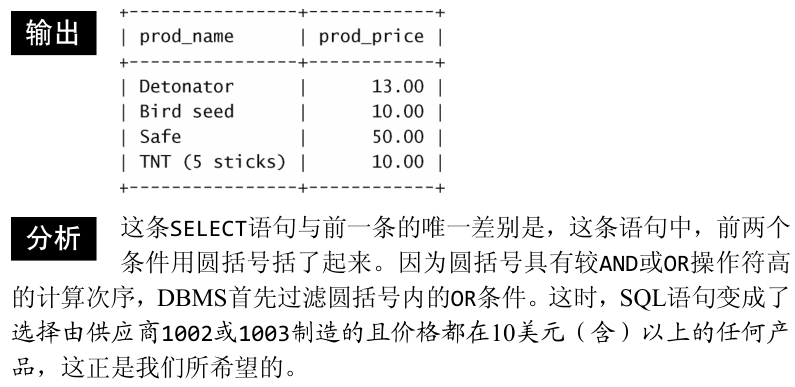 输出
+----------------+------------+
| prod_name      | prod_price |
+----------------+------------+
| Detonator      |      13.00 |
| Bird seed      |      10.00 |
| Safe           |      50.00 |
| TNT (5 sticks) |      10.00 |
+----------------+------------+
分析 这条SELECT语句与前一条的唯一差别是，这条语句中，前两个
条件用圆括号括了起来。因为圆括号具有较AND或OR操作符高
的计算次序，DBMS首先过滤圆括号内的OR条件。这时，SQL语句变成了
选择由供应商1002或1003制造的且价格都在10美元（含）以上的任何产
品，这正是我们所希望的。